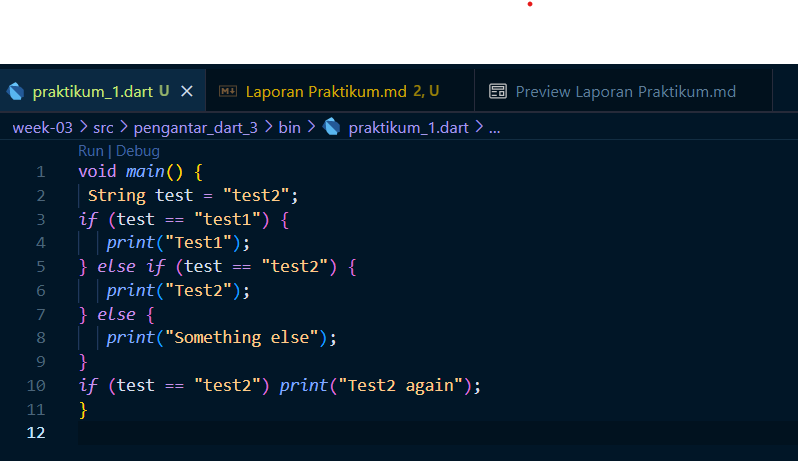 praktikum_1.dart U Laporan Praktikum.md 2, U Preview Laporan Praktikum.md
week-03 > src > pengantar_dart_3 > bin > praktikum_1.dart > ...
Run | Debug
1 void main() {
2 String test = "test2";
3 if (test == "test1") {
4 print("Test1");
5 } else if (test == "test2") {
6 print("Test2");
7 } else {
8 print("Something else");
9 }
10 if (test == "test2") print("Test2 again");
11 }
12